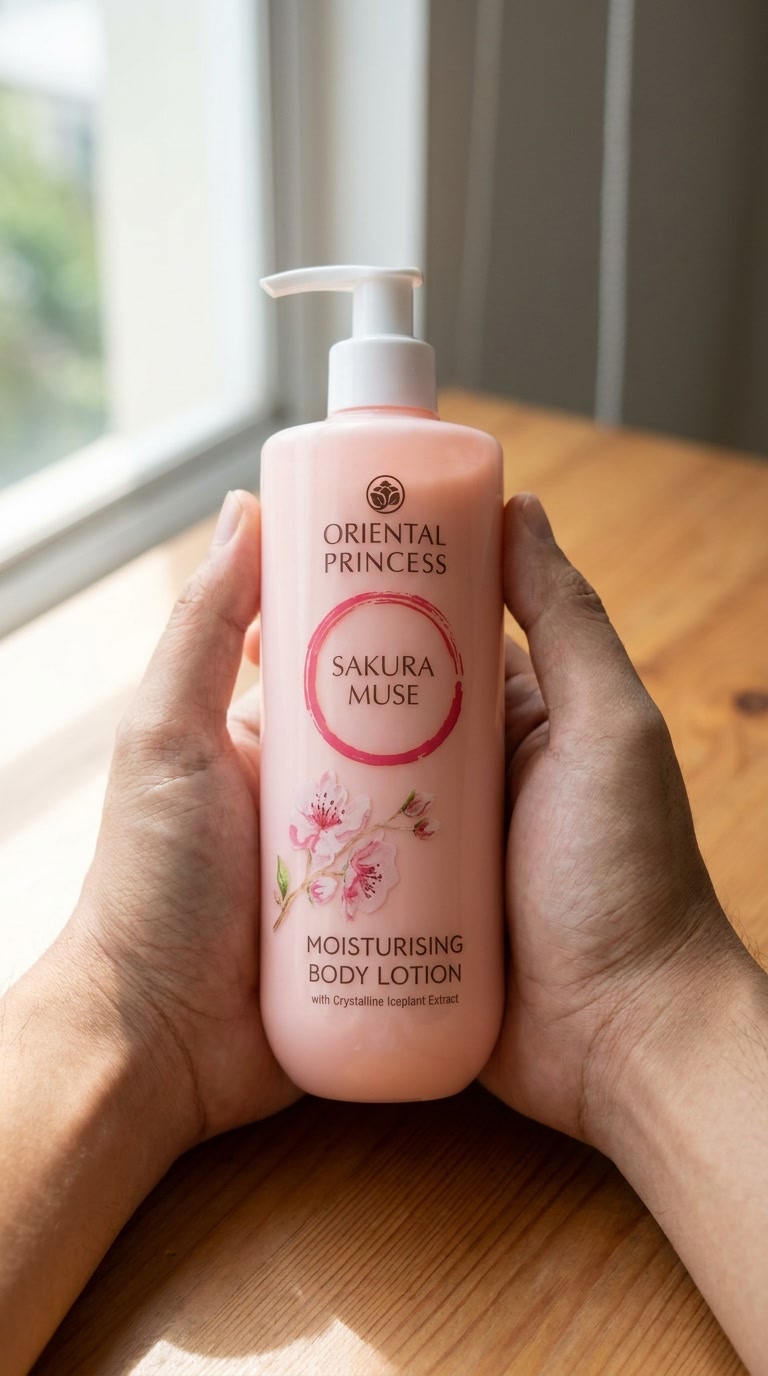 ORIENTAL
PRINCESS
SAKURA
MUSE
MOISTURISING
BODY LOTION
with Crystalline Iceplant Extract